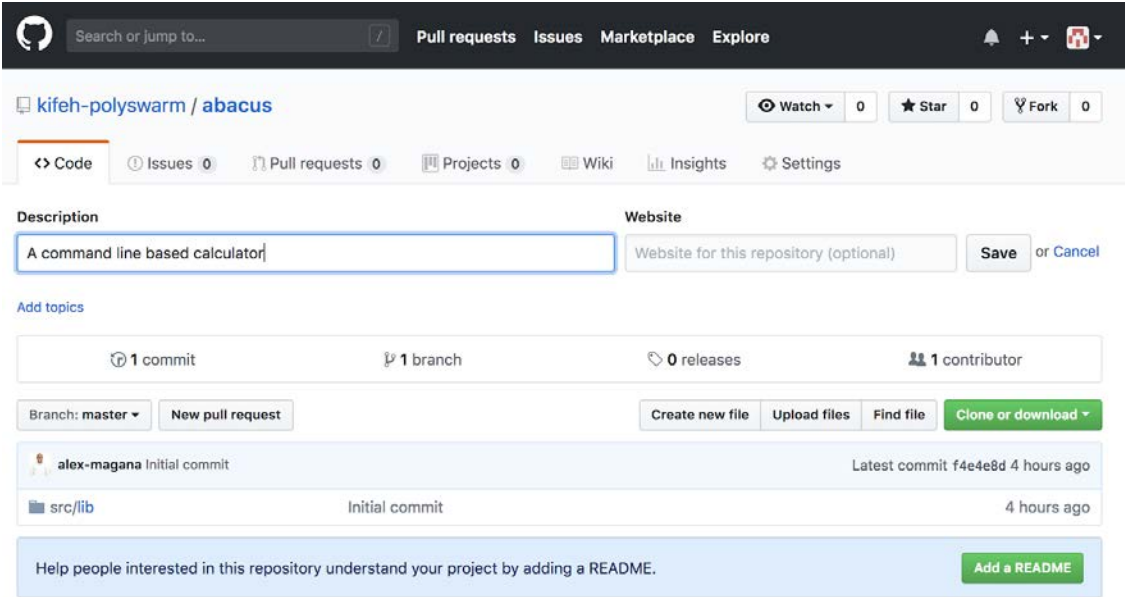 Search or jump to... /
Pull requests Issues Marketplace Explore
kifeh-polyswarm / abacus
Watch 0 Star 0 Fork 0
<> Code Issues 0 Pull requests 0 Projects 0 Wiki Insights Settings
Description Website
A command line based calculator Website for this repository (optional) Save or Cancel
Add topics
1 commit 1 branch 0 releases 1 contributor
Branch: master New pull request Create new file Upload files Find file Clone or download
alex-magana Initial commit Latest commit f4e4e8d 4 hours ago
src/lib Initial commit 4 hours ago
Help people interested in this repository understand your project by adding a README. Add a README